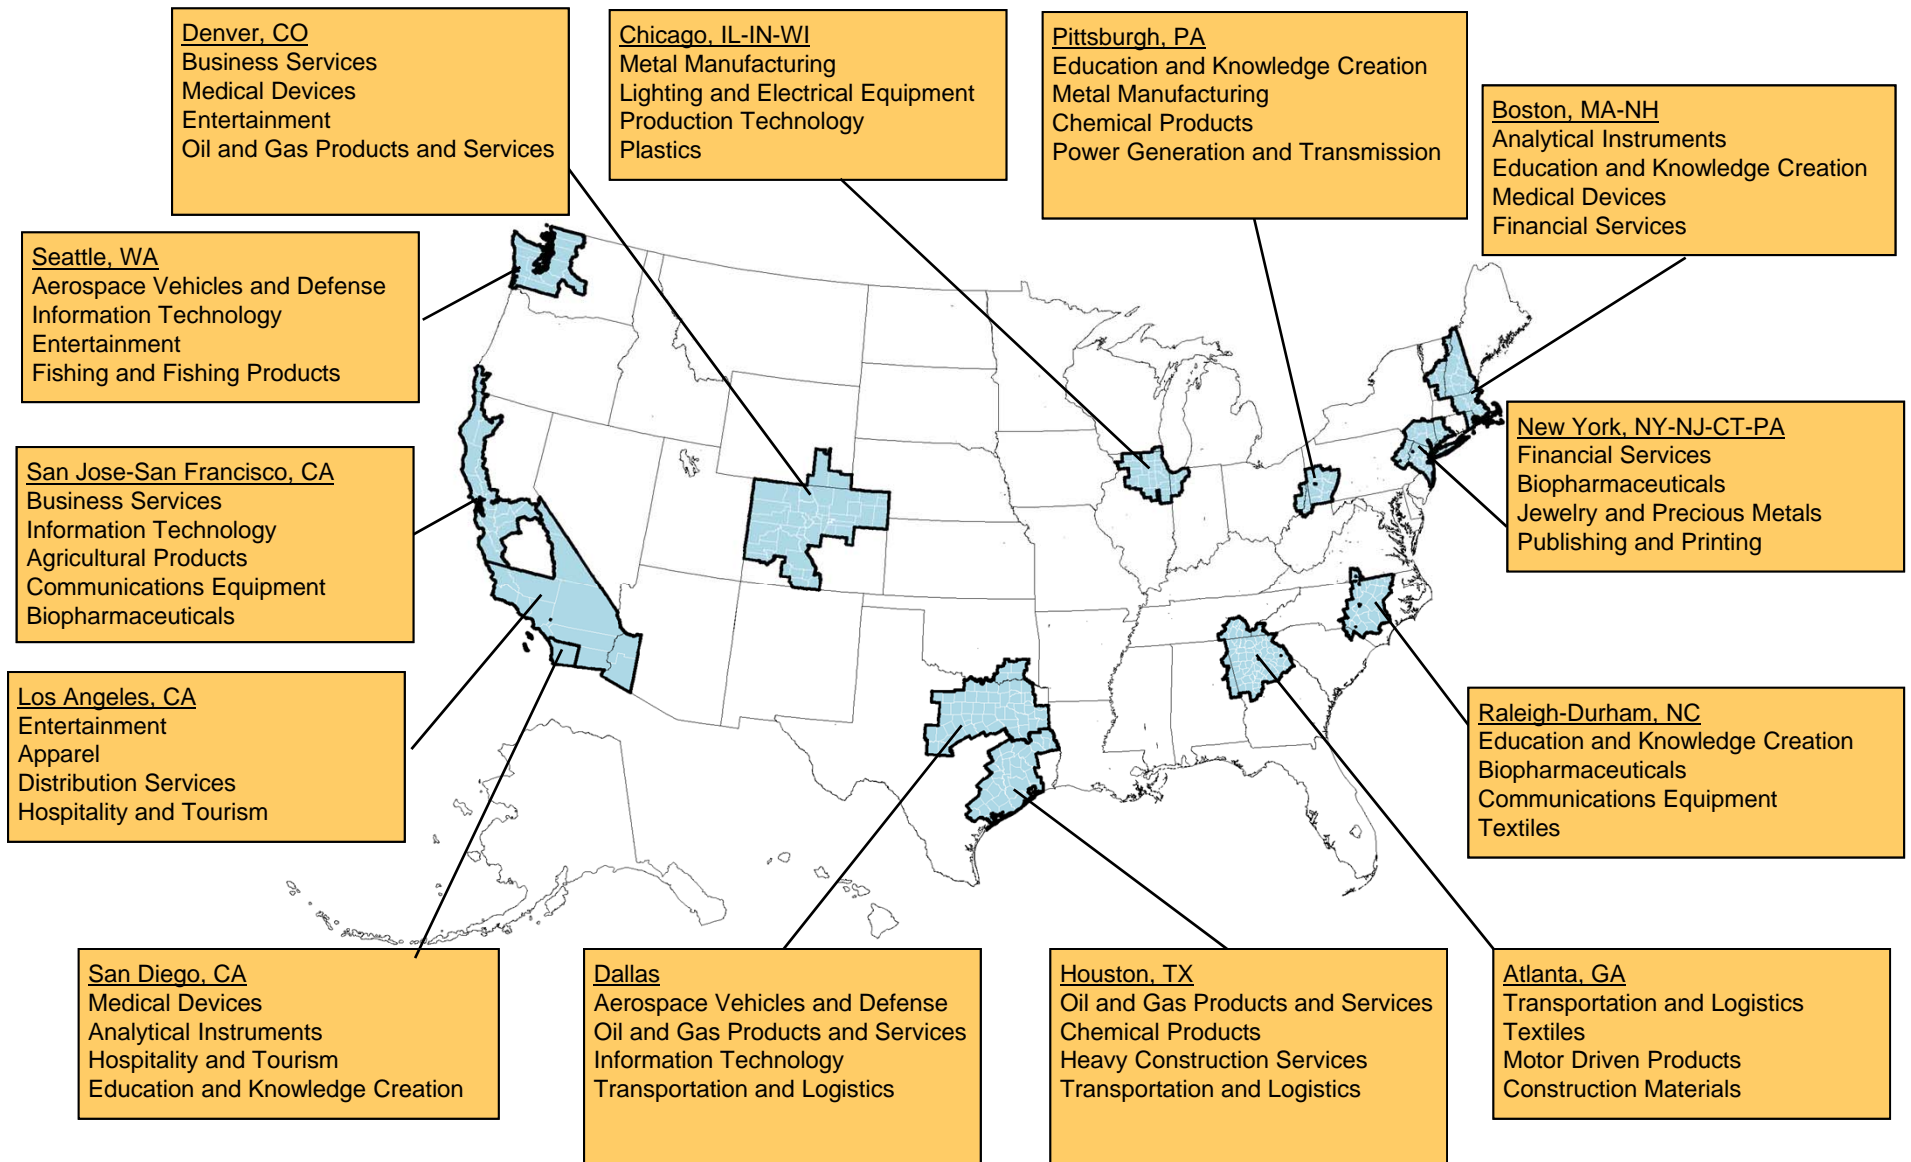 Denver, CO
Business Services
Medical Devices
Entertainment
Oil and Gas Products and Services
Chicago, IL-IN-WI
Metal Manufacturing
Lighting and Electrical Equipment
Production Technology
Plastics
Pittsburgh, PA
Education and Knowledge Creation
Metal Manufacturing
Chemical Products
Power Generation and Transmission
Boston, MA-NH
Analytical Instruments
Education and Knowledge Creation
Medical Devices
Financial Services
Seattle, WA
Aerospace Vehicles and Defense
Information Technology
Entertainment
Fishing and Fishing Products
New York, NY-NJ-CT-PA
Financial Services
Biopharmaceuticals
Jewelry and Precious Metals
Publishing and Printing
San Jose-San Francisco, CA
Business Services
Information Technology
Agricultural Products
Communications Equipment
Biopharmaceuticals
Los Angeles, CA
Entertainment
Apparel
Distribution Services
Hospitality and Tourism
Raleigh-Durham, NC
Education and Knowledge Creation
Biopharmaceuticals
Communications Equipment
Textiles
San Diego, CA
Medical Devices
Analytical Instruments
Hospitality and Tourism
Education and Knowledge Creation
Dallas
Aerospace Vehicles and Defense
Oil and Gas Products and Services
Information Technology
Transportation and Logistics
Houston, TX
Oil and Gas Products and Services
Chemical Products
Heavy Construction Services
Transportation and Logistics
Atlanta, GA
Transportation and Logistics
Textiles
Motor Driven Products
Construction Materials